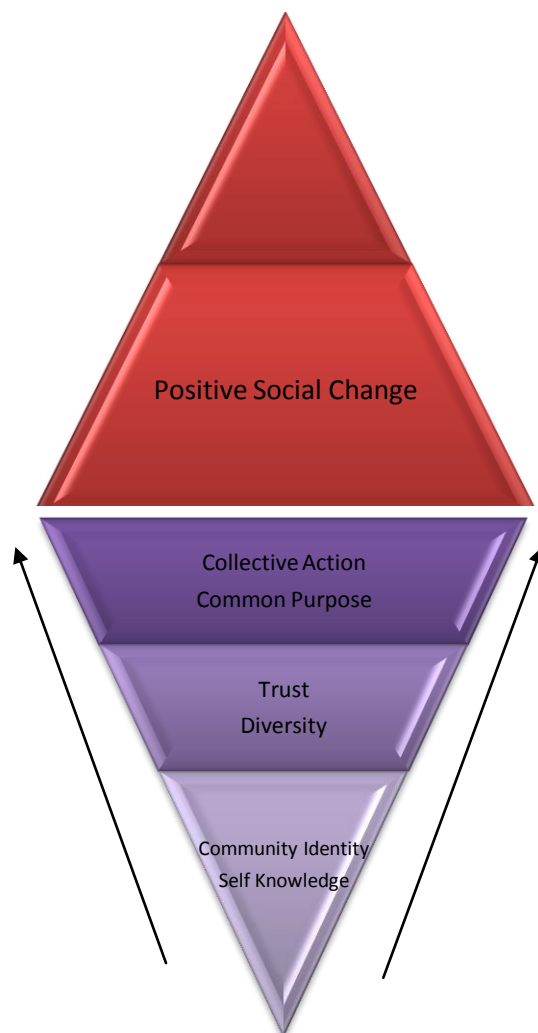 Positive Social Change
Collective Action
Common Purpose
Trust
Diversity
Community Identity
Self Knowledge